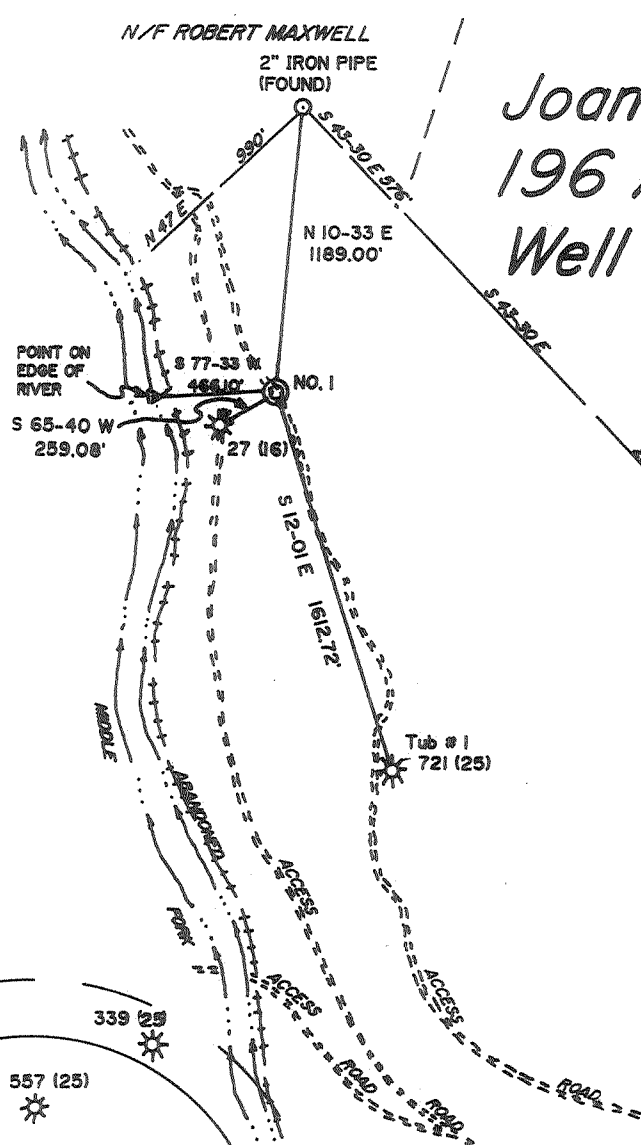 N/F ROBERT MAXWELL
2" IRON PIPE
(FOUND)
Joan
196
Well
990'
N 47 E
S 43-30 E 576'
N 10-33 E
1189.00'
S 43-30 E
POINT ON
EDGE OF
RIVER
S 77-33 W
466.10'
NO. 1
S 65-40 W
259.08'
27 (16)
S 12-01 E 1612.72'
MIDDLE
Tub # 1
721 (25)
ABANDONED
ACCESS
FORK
ACCESS
ACCESS
339 (25)
ROAD
ROAD
ROAD
557 (25)